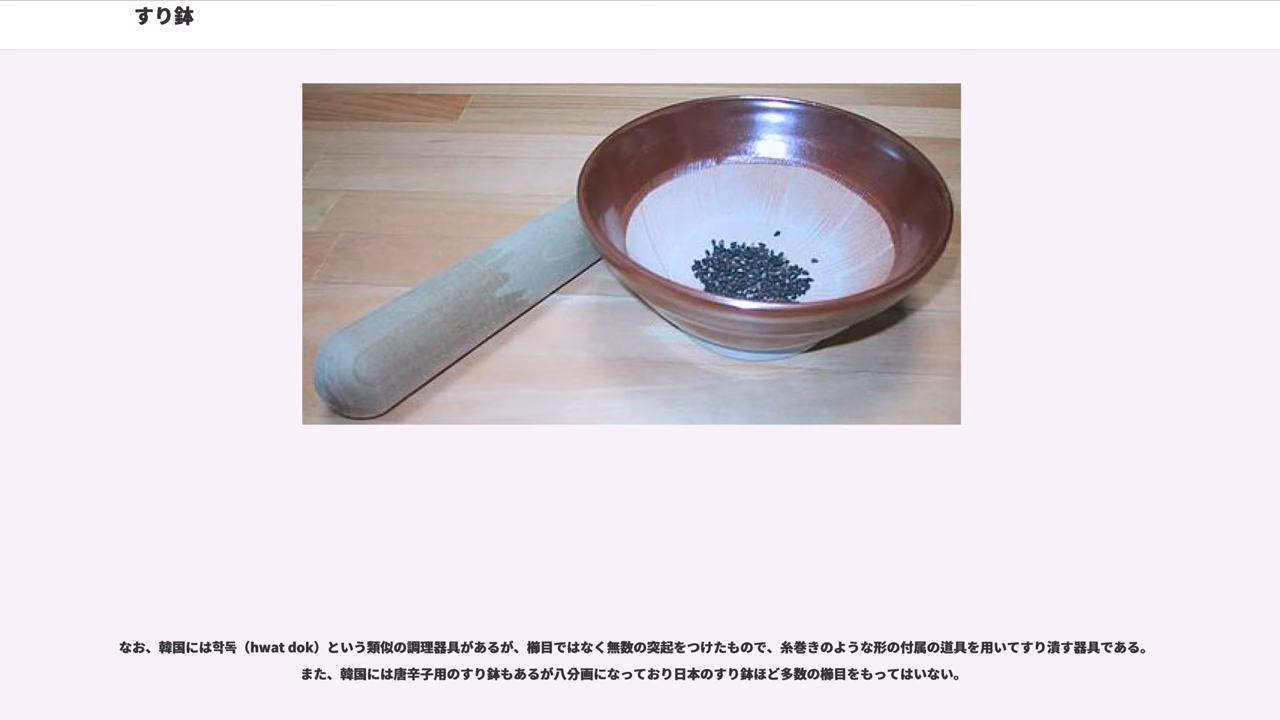 すり鉢
なお、韓国には학독（hwat dok）という類似の調理器具があるが、櫛目ではなく無数の突起をつけたもので、糸巻きのような形の付属の道具を用いてすり潰す器具である。
また、韓国には唐辛子用のすり鉢もあるが八分画になっており日本のすり鉢ほど多数の櫛目をもってはいない。